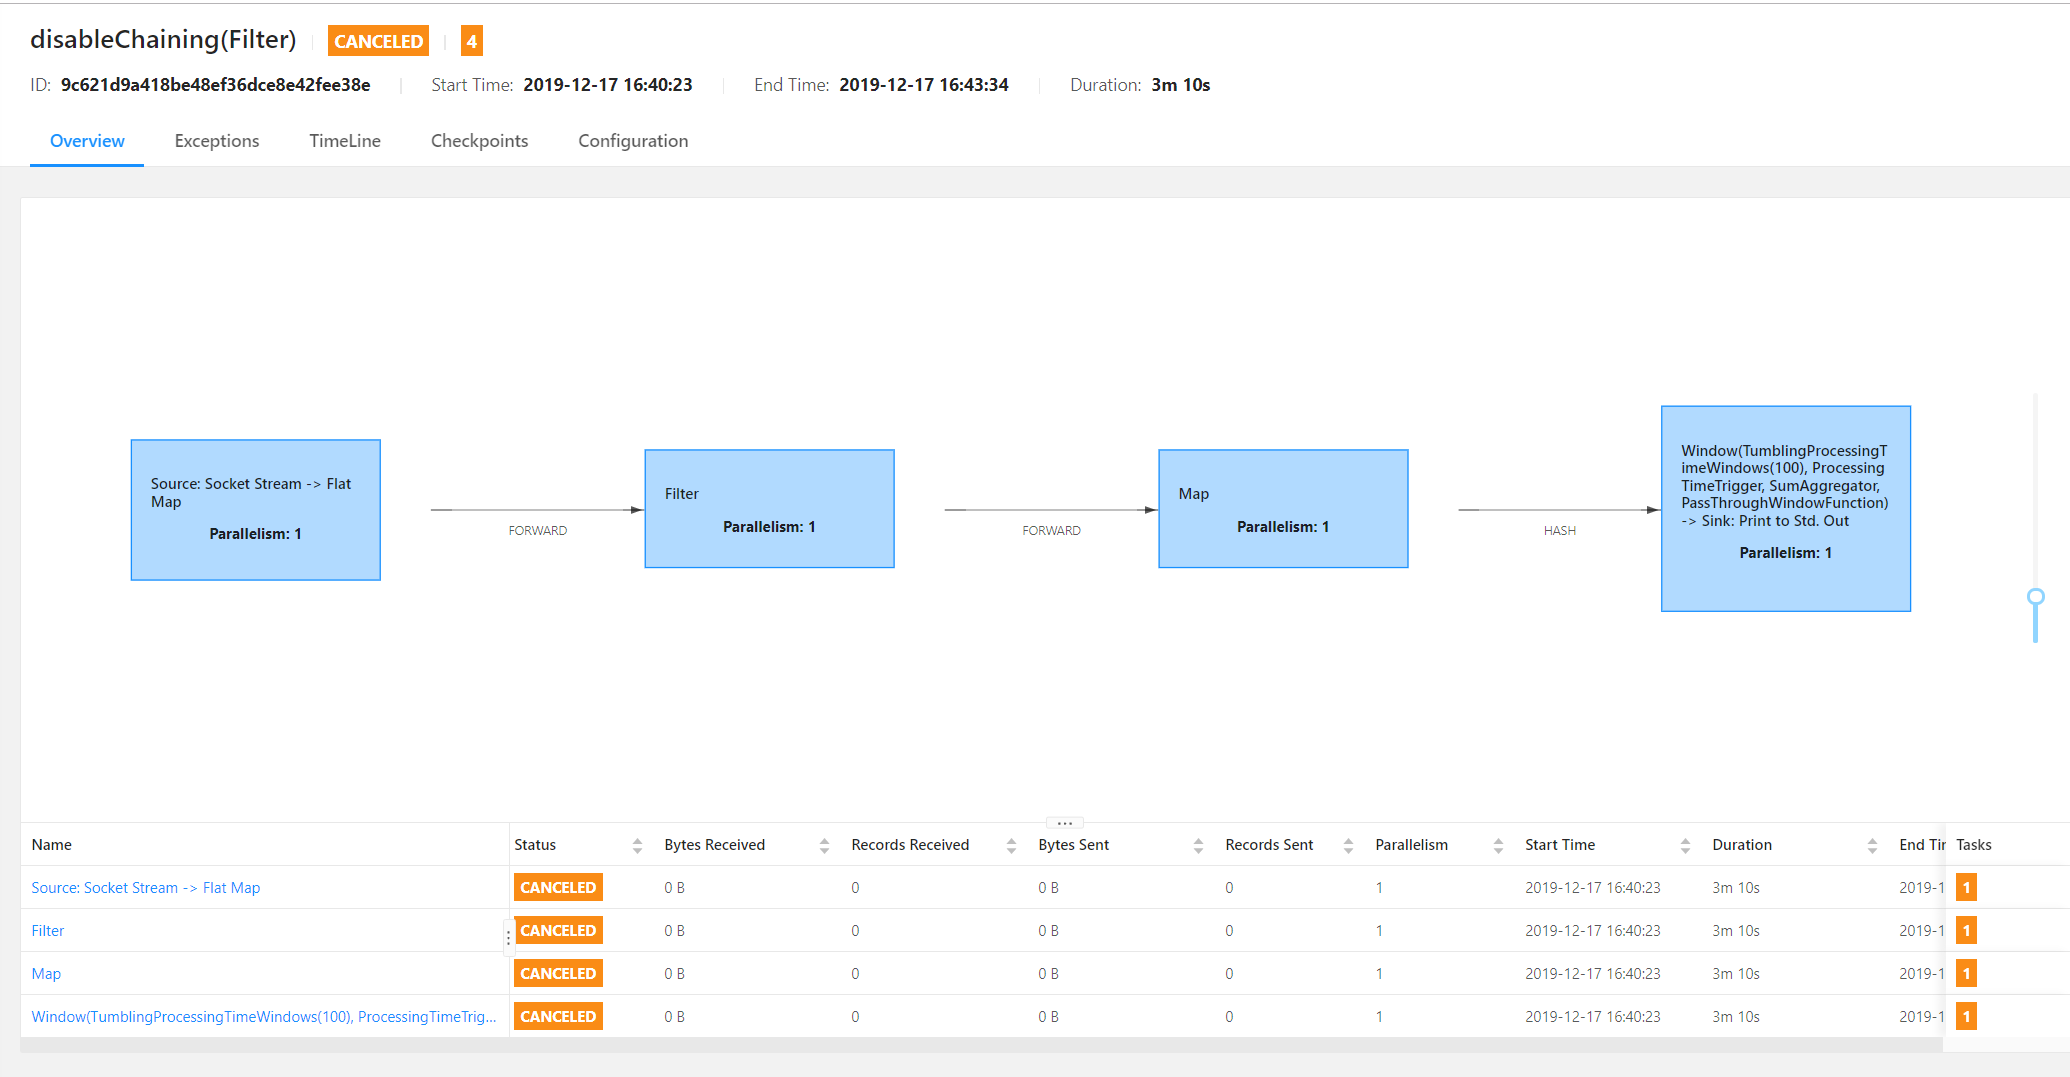 disableChaining(Filter) CANCELED 4
ID: 9c621d9a418be48ef36dce8e42fee38e Start Time: 2019-12-17 16:40:23 End Time: 2019-12-17 16:43:34 Duration: 3m 10s
Overview Exceptions TimeLine Checkpoints Configuration
Source: Socket Stream -> Flat
Map
Parallelism: 1
FORWARD
Filter
Parallelism: 1
FORWARD
Map
Parallelism: 1
HASH
Window(TumblingProcessingT
imeWindows(100), Processing
TimeTrigger, SumAggregator,
PassThroughWindowFunction)
-> Sink: Print to Std. Out
Parallelism: 1
Name Status Bytes Received Records Received Bytes Sent Records Sent Parallelism Start Time Duration End Tir Tasks
Source: Socket Stream -> Flat Map CANCELED 0 B 0 0 B 0 1 2019-12-17 16:40:23 3m 10s 2019-1 1
Filter CANCELED 0 B 0 0 B 0 1 2019-12-17 16:40:23 3m 10s 2019-1 1
Map CANCELED 0 B 0 0 B 0 1 2019-12-17 16:40:23 3m 10s 2019-1 1
Window(TumblingProcessingTimeWindows(100), ProcessingTimeTrig... CANCELED 0 B 0 0 B 0 1 2019-12-17 16:40:23 3m 10s 2019-1 1